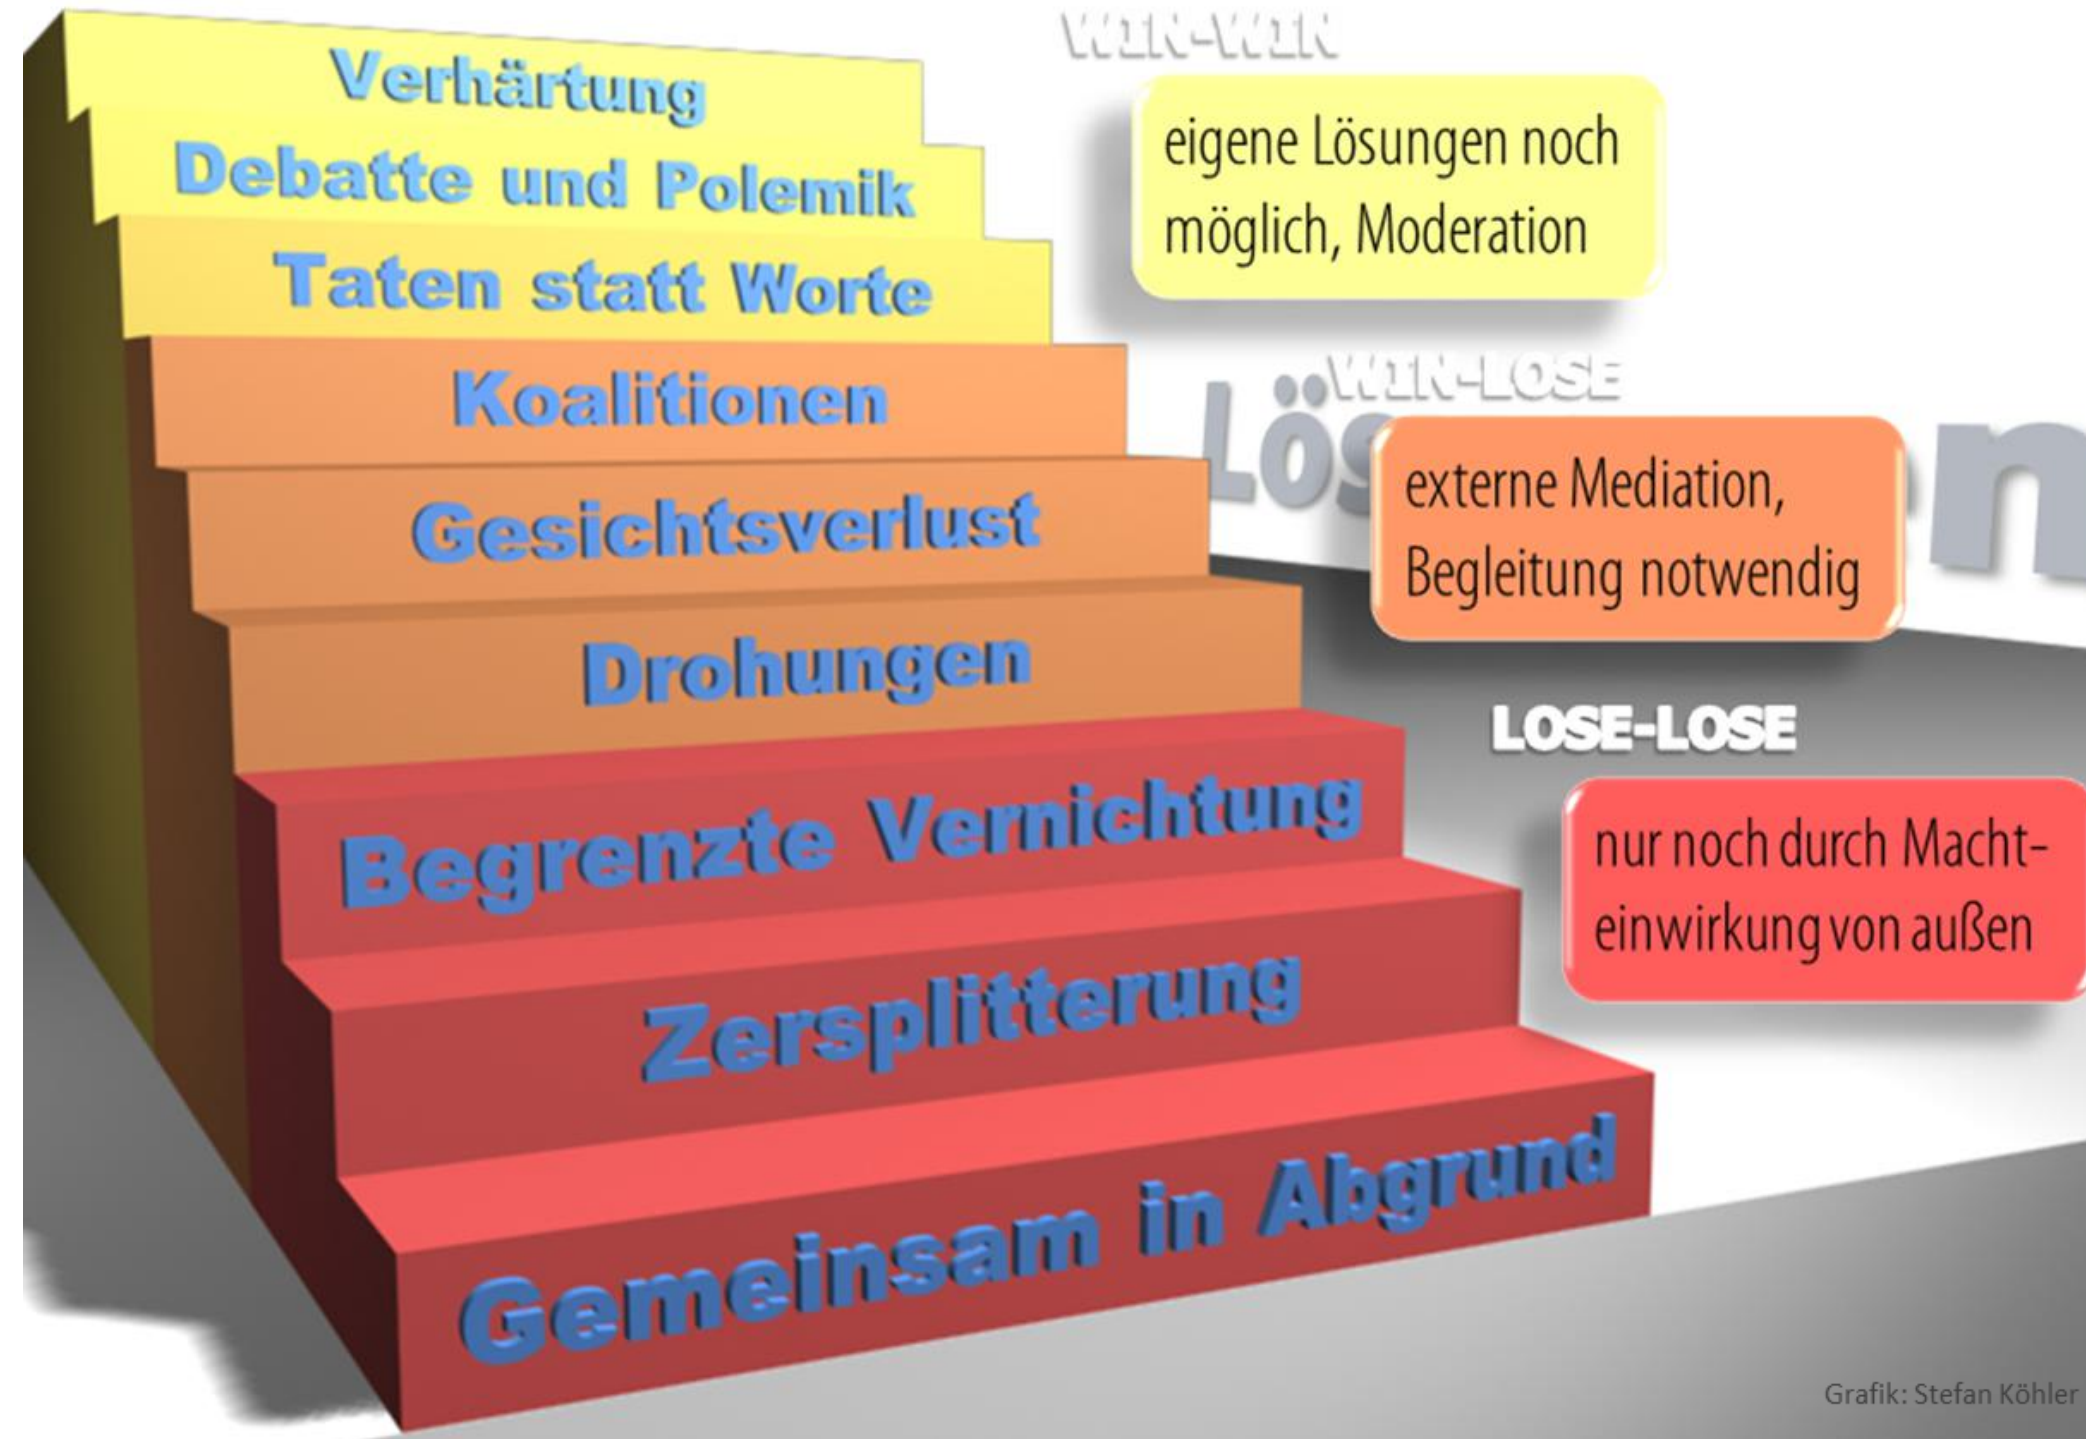 Verhärtung
Debatte und Polemik
Taten statt Worte
Koalitionen
Gesichtsverlust
Drohungen
Begrenzte Vernichtung
Zersplitterung
Gemeinsam in Abgrund
WIN-WIN
eigene Lösungen noch
möglich, Moderation
WIN-LOSE
externe Mediation,
Begleitung notwendig
LOSE-LOSE
nur noch durch Macht-
einwirkung von außen
Grafik: Stefan Köhler